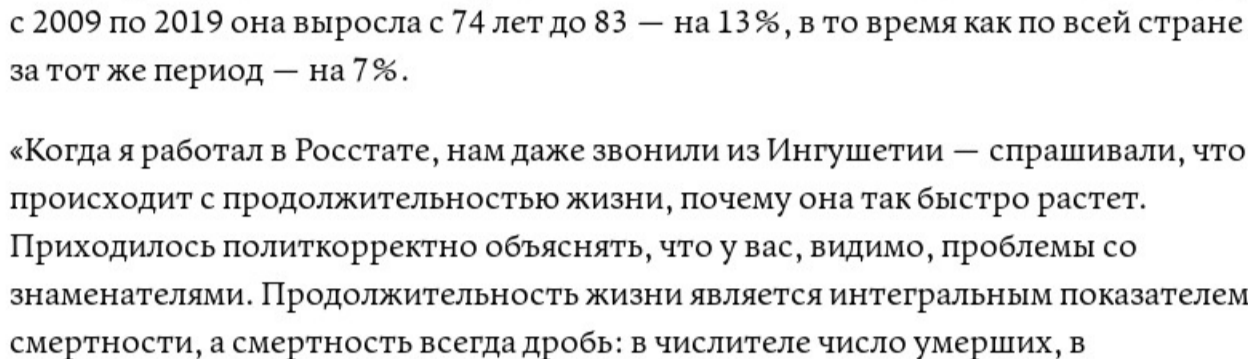 с 2009 по 2019 она выросла с 74 лет до 83 — на 13%, в то время как по всей стране
за тот же период — на 7%.
«Когда я работал в Росстате, нам даже звонили из Ингушетии — спрашивали, что
происходит с продолжительностью жизни, почему она так быстро растет.
Приходилось политкорректно объяснять, что у вас, видимо, проблемы со
знаменателями. Продолжительность жизни является интегральным показателем
смертности, а смертность всегда дробь: в числителе число умерших, в